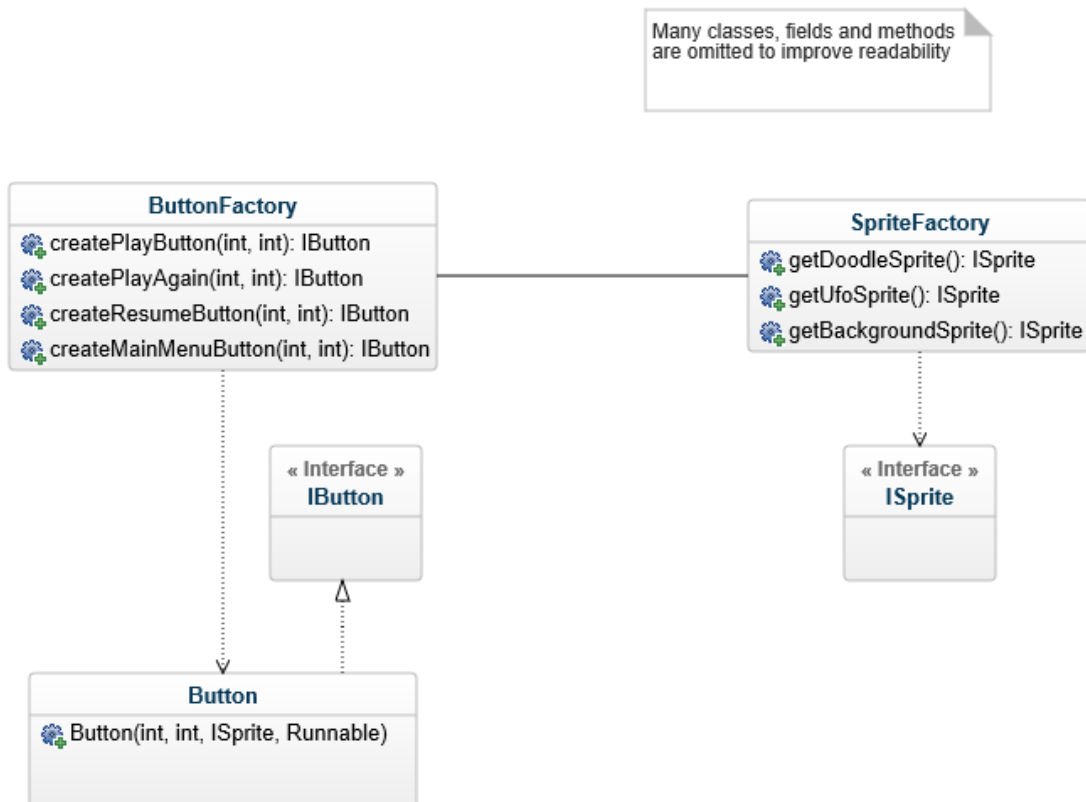 Many classes, fields and methods
are omitted to improve readability
ButtonFactory
createPlayButton(int, int): IButton
createPlayAgain(int, int): IButton
createResumeButton(int, int): IButton
createMainMenuButton(int, int): IButton
SpriteFactory
getDoodleSprite(): ISprite
getUfoSprite(): ISprite
getBackgroundSprite(): ISprite
« Interface »
IButton
« Interface »
ISprite
Button
Button(int, int, ISprite, Runnable)